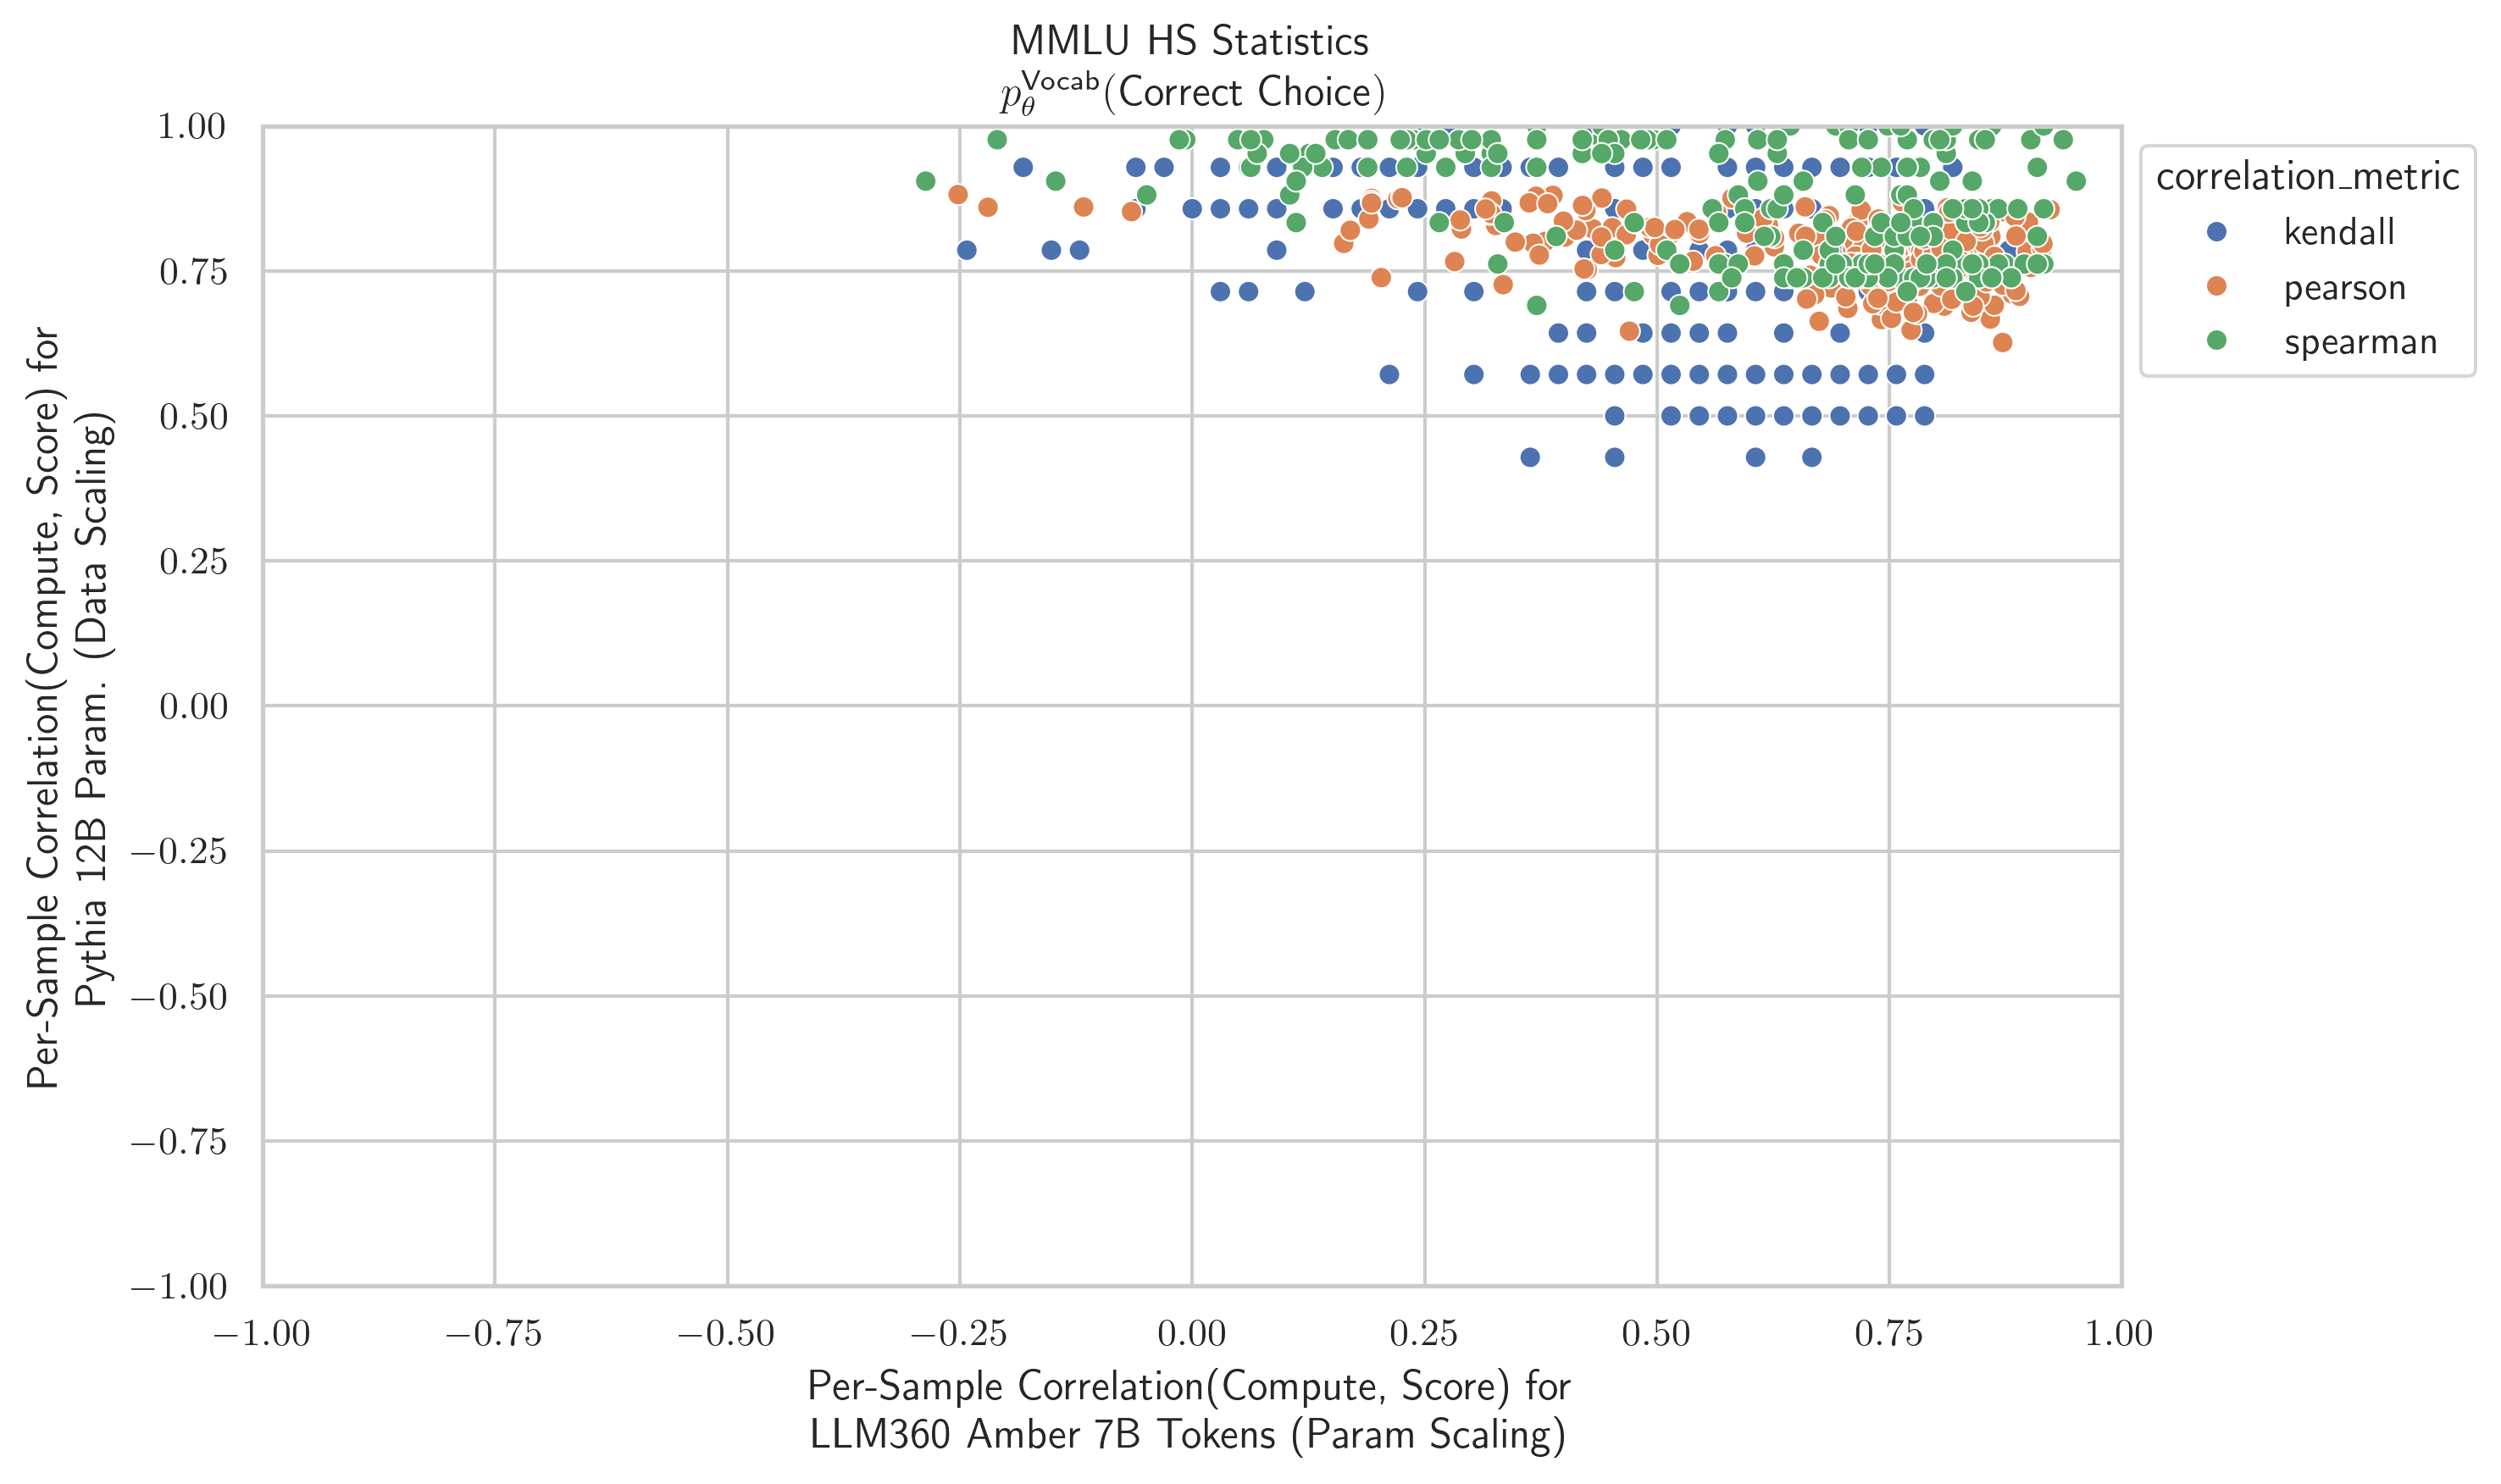 MMLU HS Statistics
p_θ^Vocab(Correct Choice)
1.00
0.75
0.50
0.25
0.00
−0.25
−0.50
−0.75
−1.00
Per-Sample Correlation(Compute, Score) for
Pythia 12B Param. (Data Scaling)
−1.00 −0.75 −0.50 −0.25 0.00 0.25 0.50 0.75 1.00
Per-Sample Correlation(Compute, Score) for
LLM360 Amber 7B Tokens (Param Scaling)
correlation_metric
kendall
pearson
spearman